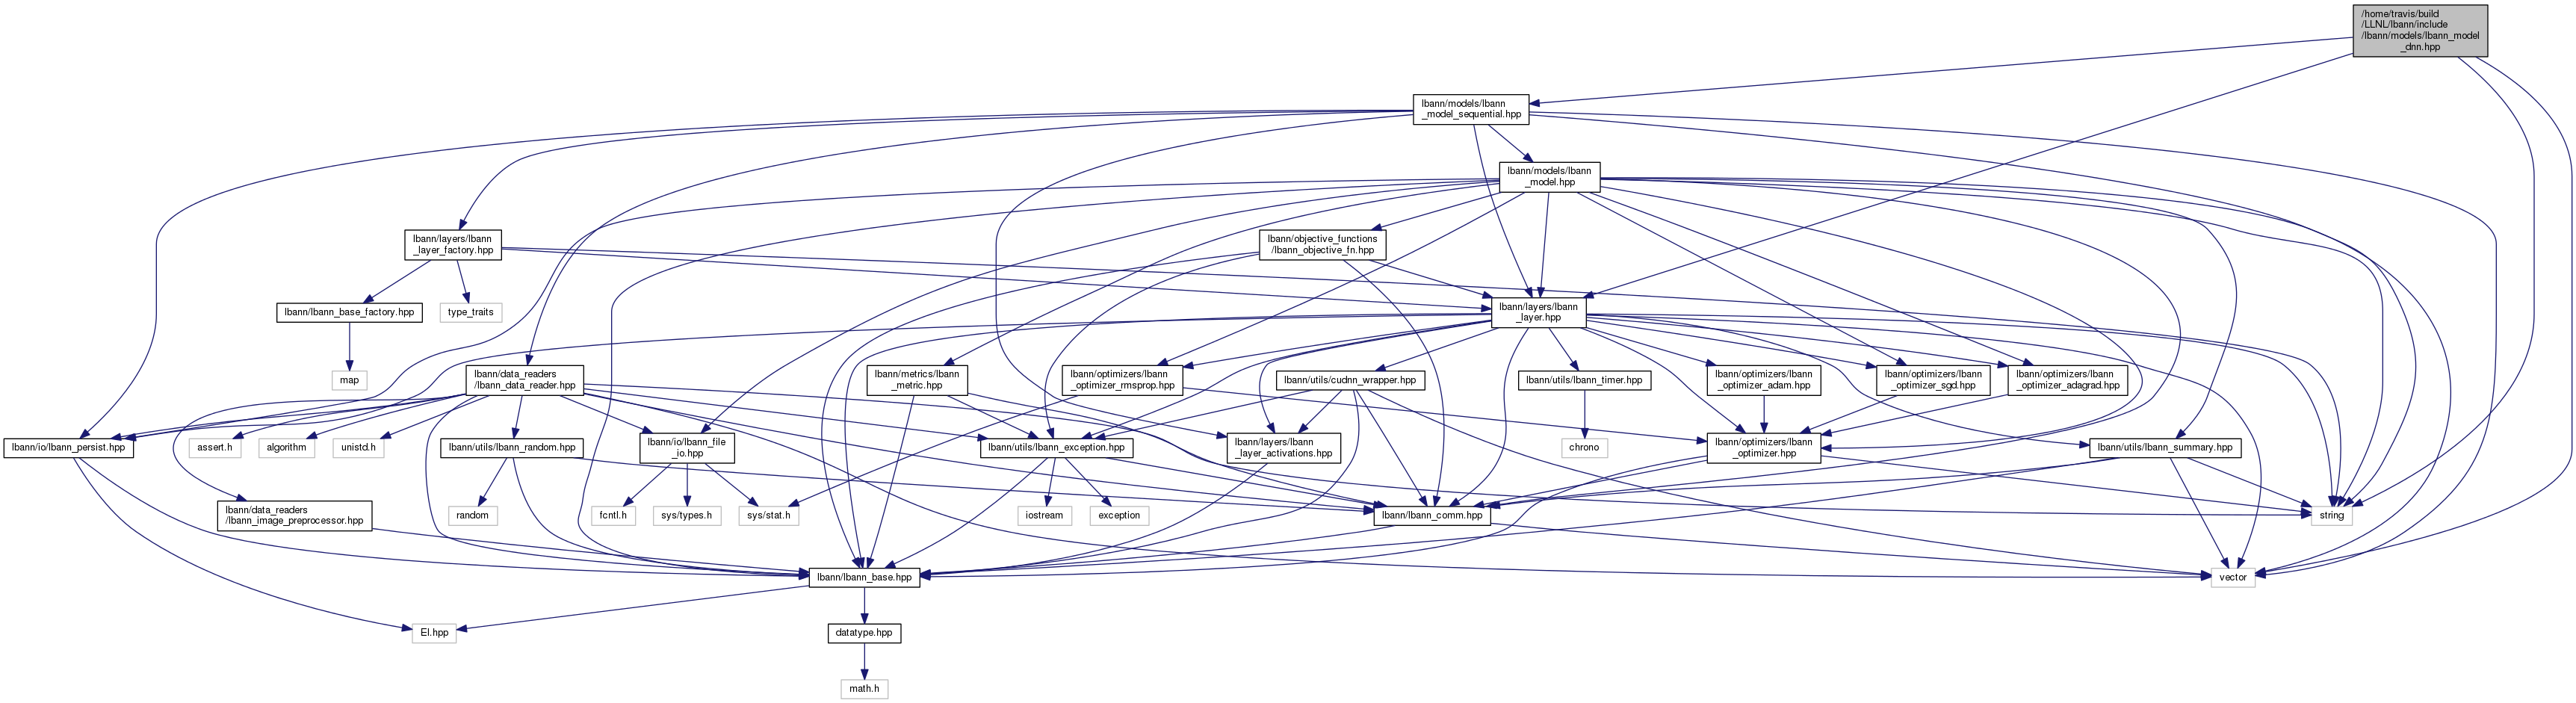 /home/travis/build
/LLNL/lbann/include
/lbann/models/lbann_model
_dnn.hpp
lbann/models/lbann
_model_sequential.hpp
lbann/models/lbann
_model.hpp
lbann/layers/lbann
_layer_factory.hpp
lbann/objective_functions
/lbann_objective_fn.hpp
lbann/lbann_base_factory.hpp
type_traits
lbann/layers/lbann
_layer.hpp
map
lbann/data_readers
/lbann_data_reader.hpp
lbann/metrics/lbann
_metric.hpp
lbann/optimizers/lbann
_optimizer_rmsprop.hpp
lbann/utils/cudnn_wrapper.hpp
lbann/utils/lbann_timer.hpp
lbann/optimizers/lbann
_optimizer_adam.hpp
lbann/optimizers/lbann
_optimizer_sgd.hpp
lbann/optimizers/lbann
_optimizer_adagrad.hpp
lbann/io/lbann_persist.hpp
assert.h
algorithm
unistd.h
lbann/utils/lbann_random.hpp
lbann/io/lbann_file
_io.hpp
lbann/utils/lbann_exception.hpp
lbann/layers/lbann
_layer_activations.hpp
chrono
lbann/optimizers/lbann
_optimizer.hpp
lbann/utils/lbann_summary.hpp
lbann/data_readers
/lbann_image_preprocessor.hpp
random
fcntl.h
sys/types.h
sys/stat.h
iostream
exception
lbann/lbann_comm.hpp
string
lbann/lbann_base.hpp
vector
El.hpp
datatype.hpp
math.h